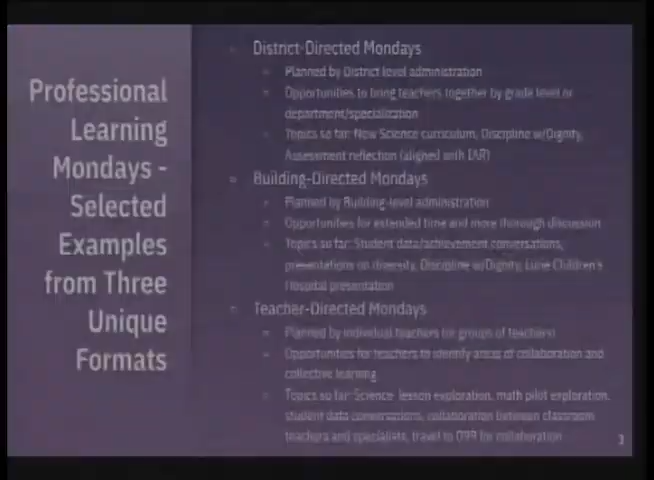 Professional
Learning
Mondays -
Selected
Examples
from Three
Unique
Formats
District-Directed Mondays
Planned by District level administration
Opportunities to bring teachers together by grade level or
department/specialization
Topics so far: New Science curriculum, Discipline w/Dignity,
Assessment reflection (aligned with IAR)
Building-Directed Mondays
Planned by Building-level administration
Opportunities for extended time and more thorough discussion
Topics so far: Student data/achievement conversations,
presentations on diversity, Discipline w/Dignity, Lurie Children's
Hospital presentation
Teacher-Directed Mondays
Planned by individual teachers for groups of teachers!
Opportunities for teachers to identify areas of collaboration and
collective learning
Topics so far: Science lesson exploration, math pilot exploration,
student data conversations, collaboration between classroom
teachers and specialists, travel to for collaboration
3